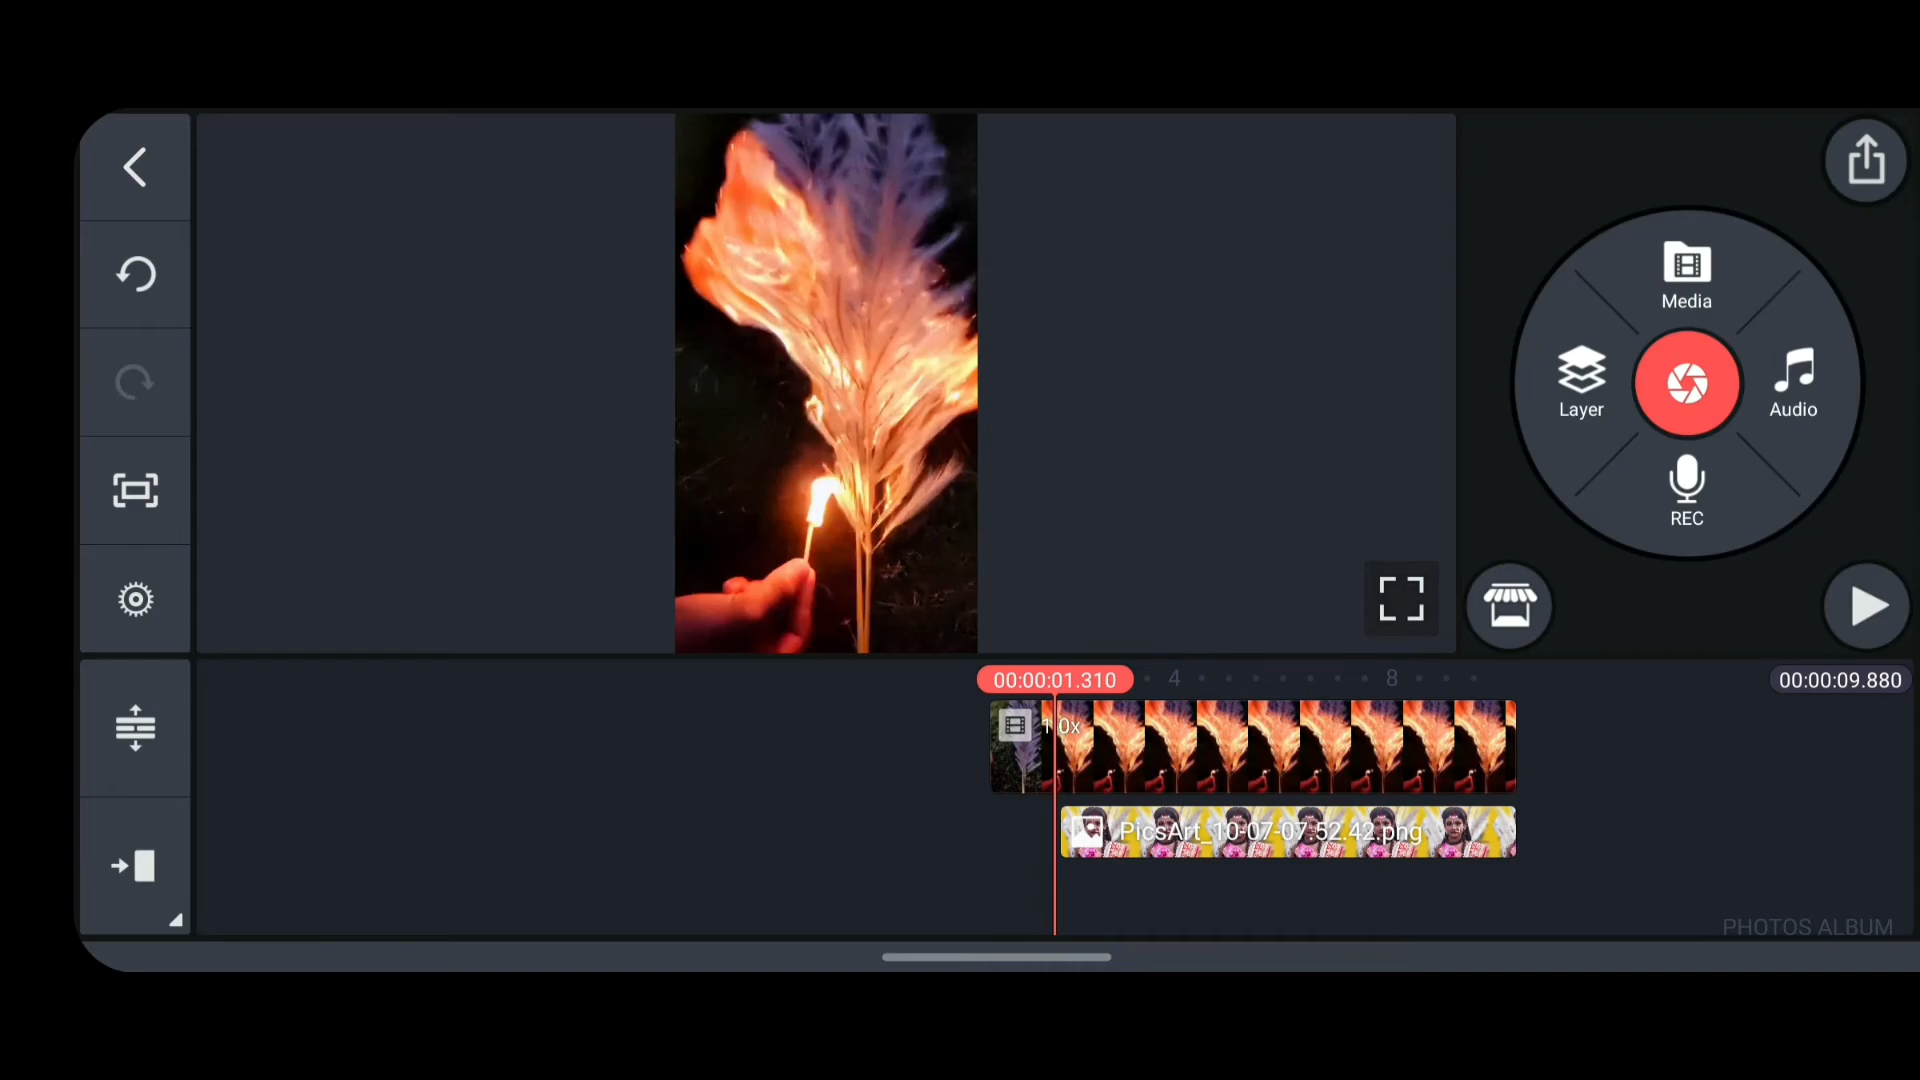 Media
Layer
Audio
REC
00:00:01.310
4
8
00:00:09.880
1.0x
PicsArt_10-07-07.52.42.png
PHOTOS ALBUM